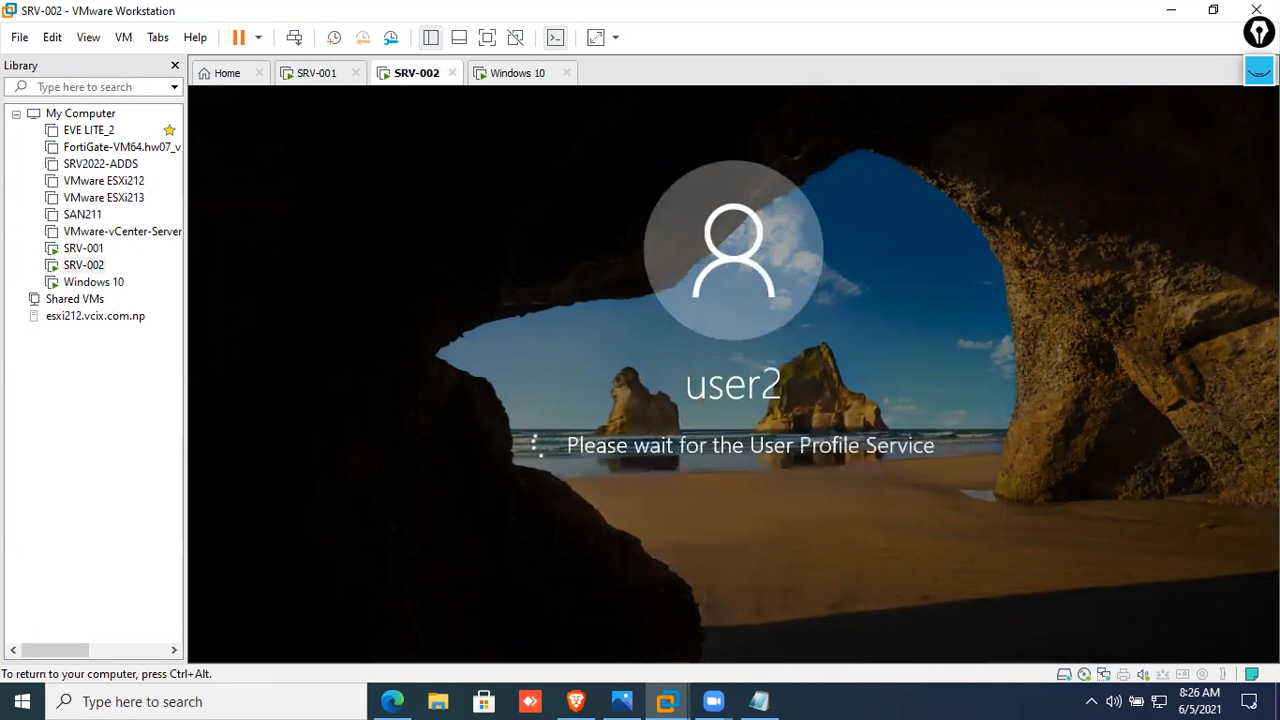 SRV-002 - VMware Workstation
File Edit View VM Tabs Help
Library
Type here to search
Home
SRV-001
SRV-002
Windows 10
My Computer
EVE LITE_2
FortiGate-VM64.hw07_v
SRV2022-ADDS
VMware ESXi212
VMware ESXi213
SAN211
VMware-vCenter-Server
SRV-001
SRV-002
Windows 10
Shared VMs
esxi212.vcix.com.np
user2
Please wait for the User Profile Service
To return to your computer, press Ctrl+Alt.
Type here to search
8:26 AM
6/5/2021